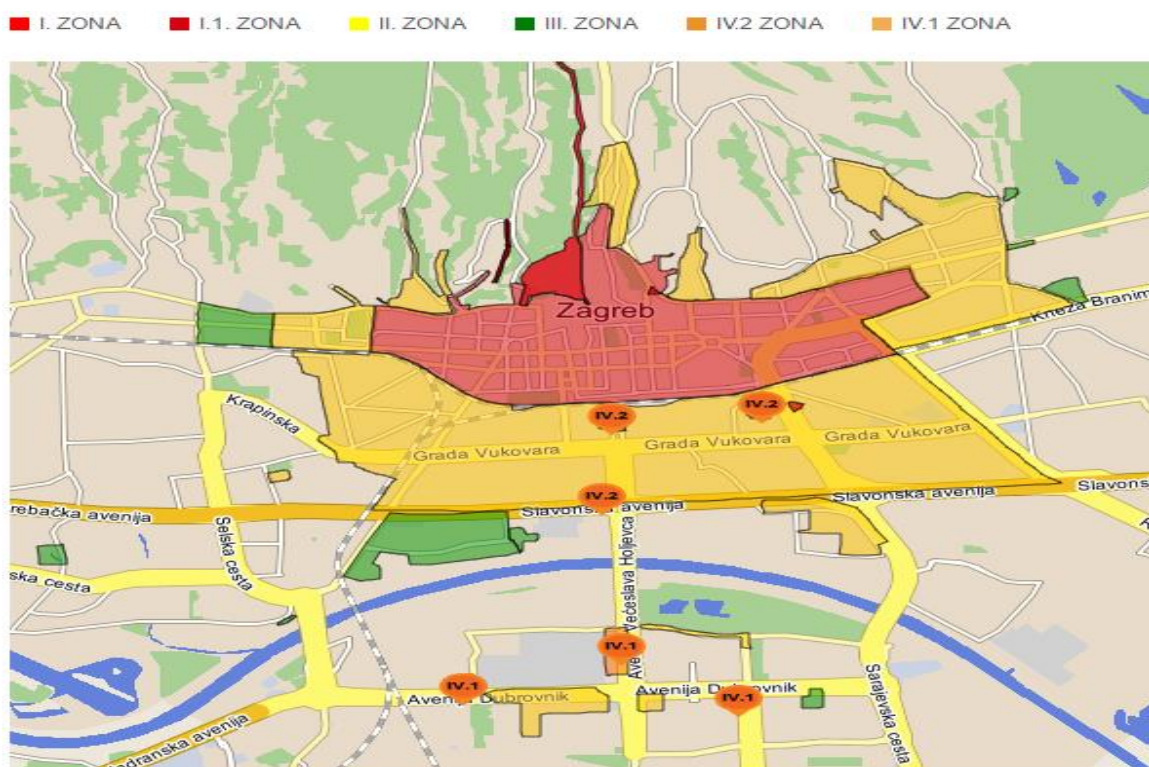 I. ZONA I.1. ZONA II. ZONA III. ZONA IV.2 ZONA IV.1 ZONA
Zagreb
Kneza Branim
Krapinska
IV.2
IV.2
Grada Vukovara
Grada Vukovara
Grada Vukovara
IV.2
rebačka avenija
Slavonska avenija
Slavonska avenija
Slavons
Selska cesta
ska cesta
Većeslava Holjevca
Ave
IV.1
IV.1
Avenija Dubrovnik
Avenija Dubrovnik
IV.1
Sarajevska cesta
adranska avenija